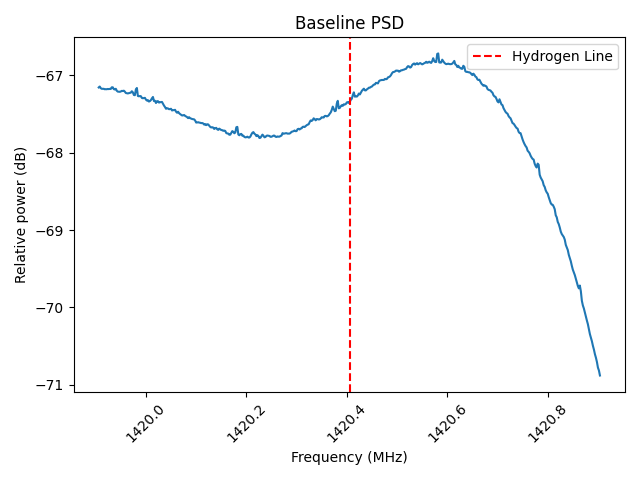 Baseline PSD
Hydrogen Line
Relative power (dB)
−67
−68
−69
−70
−71
1420.0
1420.2
1420.4
1420.6
1420.8
Frequency (MHz)